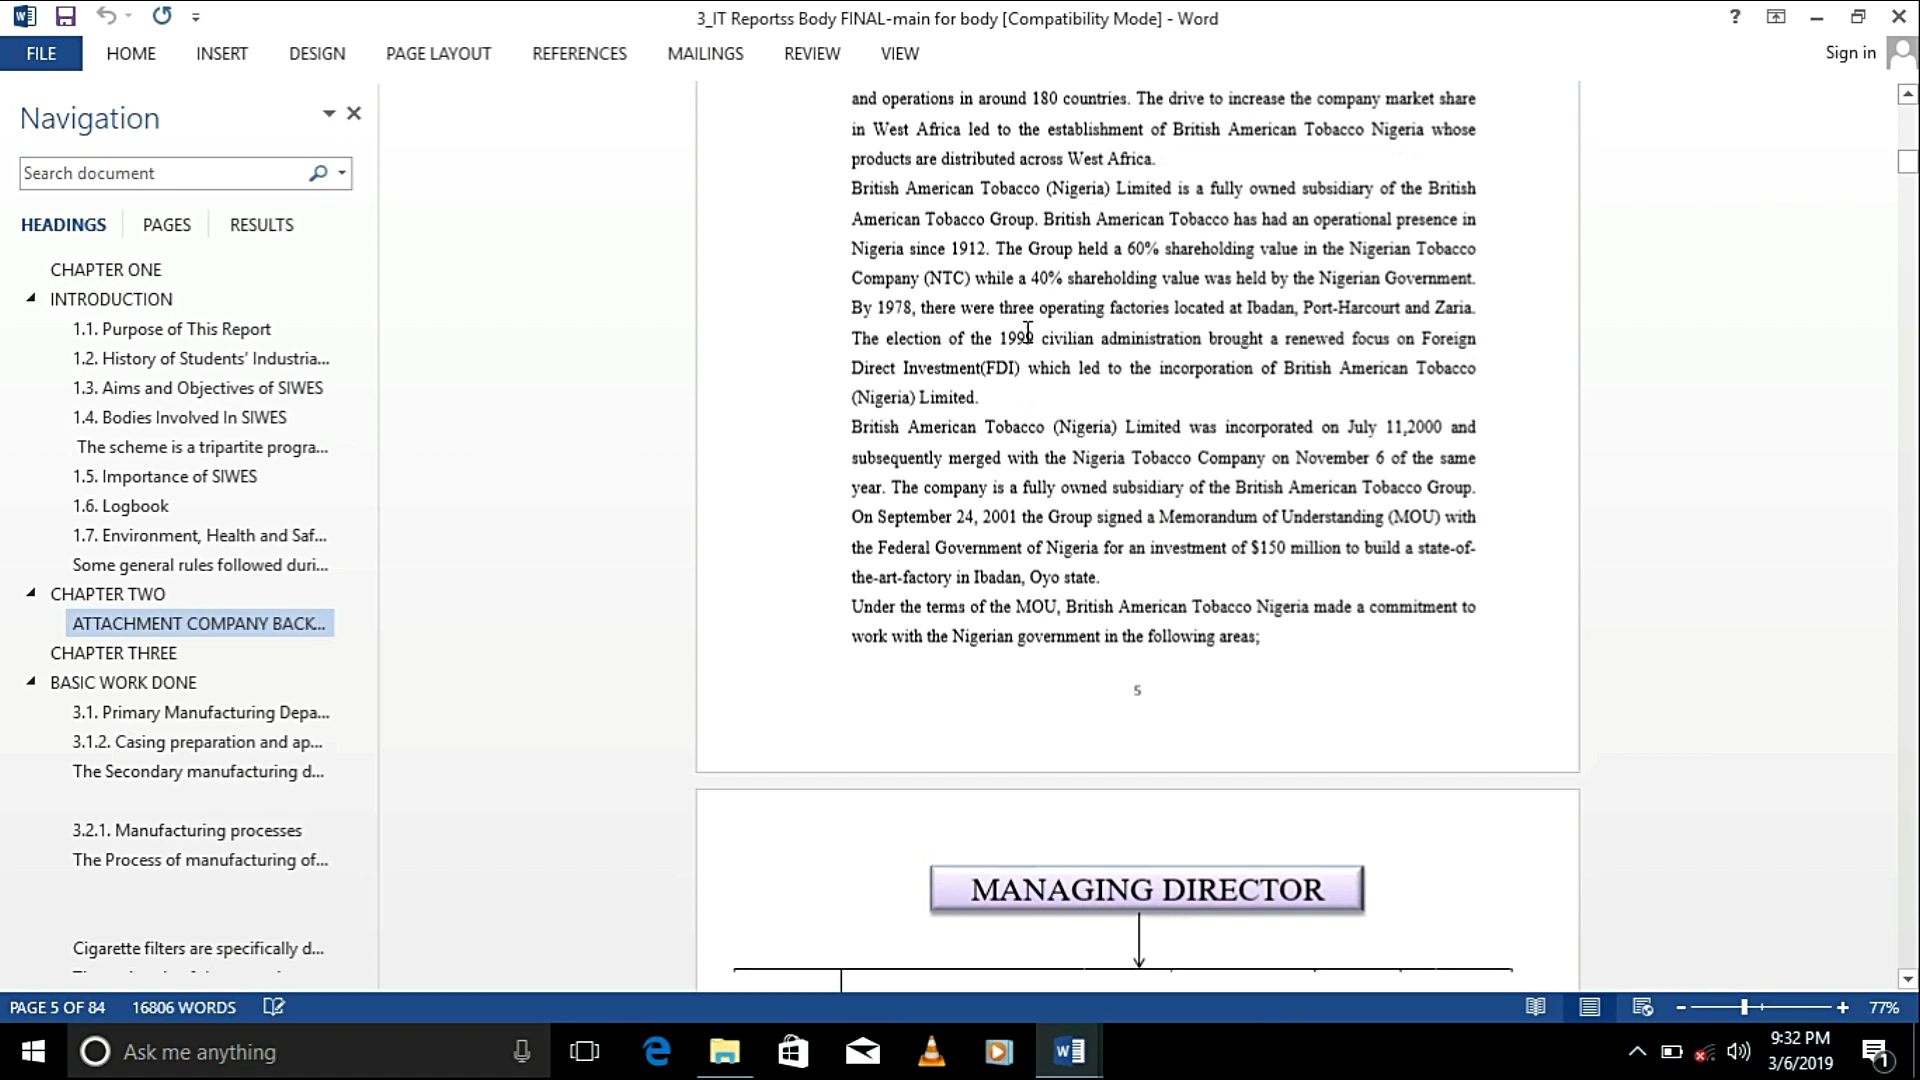 3_IT Reportss Body FINAL-main for body [Compatibility Mode] - Word
?
FILE HOME INSERT DESIGN PAGE LAYOUT REFERENCES MAILINGS REVIEW VIEW Sign in
Navigation
Search document
HEADINGS PAGES RESULTS
CHAPTER ONE
INTRODUCTION
1.1. Purpose of This Report
1.2. History of Students' Industria...
1.3. Aims and Objectives of SIWES
1.4. Bodies Involved In SIWES
The scheme is a tripartite progra...
1.5. Importance of SIWES
1.6. Logbook
1.7. Environment, Health and Saf...
Some general rules followed duri...
CHAPTER TWO
ATTACHMENT COMPANY BACK...
CHAPTER THREE
BASIC WORK DONE
3.1. Primary Manufacturing Depa...
3.1.2. Casing preparation and ap...
The Secondary manufacturing d...
3.2.1. Manufacturing processes
The Process of manufacturing of...
Cigarette filters are specifically d...
and operations in around 180 countries. The drive to increase the company market share
in West Africa led to the establishment of British American Tobacco Nigeria whose
products are distributed across West Africa.
British American Tobacco (Nigeria) Limited is a fully owned subsidiary of the British
American Tobacco Group. British American Tobacco has had an operational presence in
Nigeria since 1912. The Group held a 60% shareholding value in the Nigerian Tobacco
Company (NTC) while a 40% shareholding value was held by the Nigerian Government.
By 1978, there were three operating factories located at Ibadan, Port-Harcourt and Zaria.
The election of the 1999 civilian administration brought a renewed focus on Foreign
Direct Investment(FDI) which led to the incorporation of British American Tobacco
(Nigeria) Limited.
British American Tobacco (Nigeria) Limited was incorporated on July 11,2000 and
subsequently merged with the Nigeria Tobacco Company on November 6 of the same
year. The company is a fully owned subsidiary of the British American Tobacco Group.
On September 24, 2001 the Group signed a Memorandum of Understanding (MOU) with
the Federal Government of Nigeria for an investment of $150 million to build a state-of-
the-art-factory in Ibadan, Oyo state.
Under the terms of the MOU, British American Tobacco Nigeria made a commitment to
work with the Nigerian government in the following areas;
5
MANAGING DIRECTOR
PAGE 5 OF 84 16806 WORDS 77%
Ask me anything
9:32 PM
3/6/2019
1